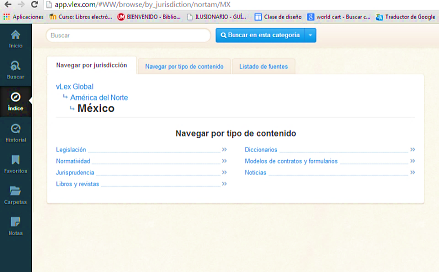 app.vlex.com/#WW/browse/by_jurisdiction/nortam/MX
Aplicaciones Curso: Libros electró... BIENVENIDO - Biblio... ILUSIONARIO - GUÍ... Clase de diseño world cart - Buscar c... Traductor de Google
Buscar Buscar en esta categoría
Inicio
Buscar
Índice
Historial
Favoritos
Carpetas
Notas
Navegar por jurisdicción Navegar por tipo de contenido Listado de fuentes
vLex Global
América del Norte
México
Navegar por tipo de contenido
Legislación »
Diccionarios »
Normatividad »
Modelos de contratos y formularios »
Jurisprudencia »
Noticias »
Libros y revistas »